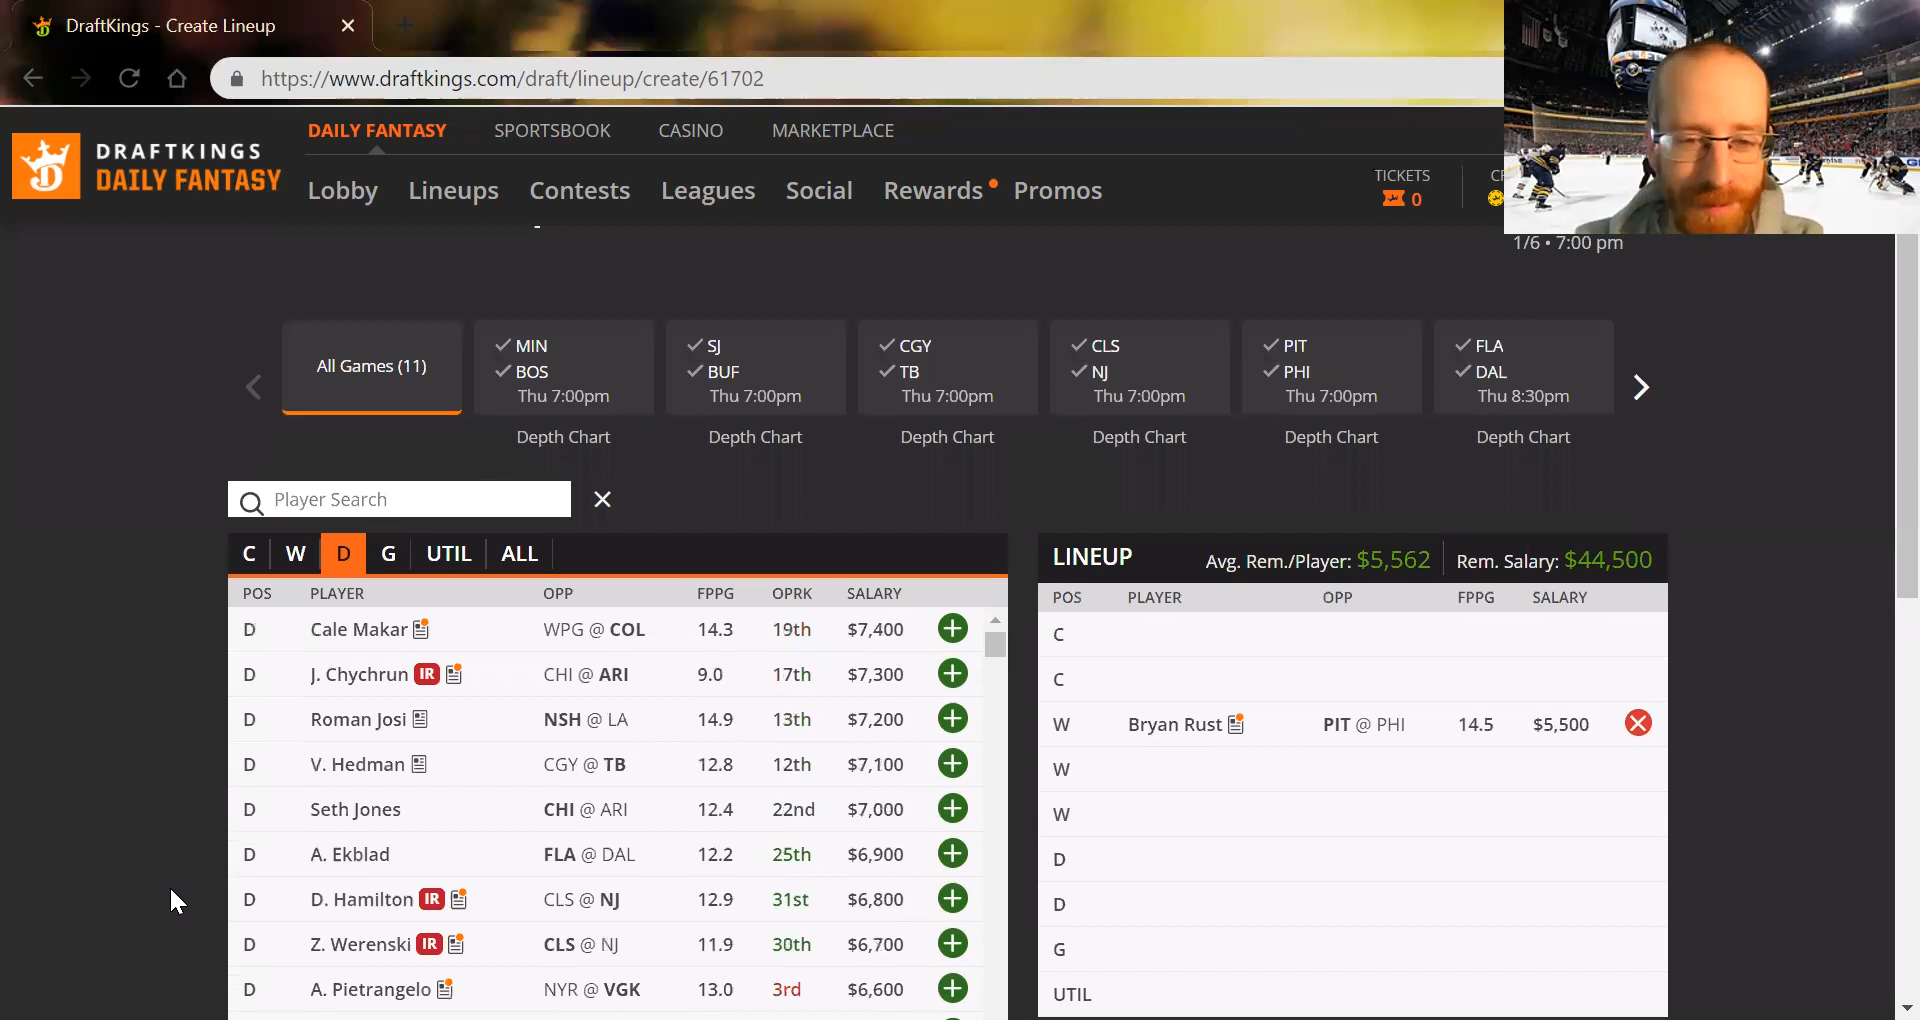 DraftKings - Create Lineup
https://www.draftkings.com/draft/lineup/create/61702
DRAFTKINGS
DAILY FANTASY
DAILY FANTASY SPORTSBOOK CASINO MARKETPLACE
Lobby Lineups Contests Leagues Social Rewards Promos
TICKETS
0
1/6 • 7:00 pm
All Games (11)
MIN
BOS
Thu 7:00pm
Depth Chart
SJ
BUF
Thu 7:00pm
Depth Chart
CGY
TB
Thu 7:00pm
Depth Chart
CLS
NJ
Thu 7:00pm
Depth Chart
PIT
PHI
Thu 7:00pm
Depth Chart
FLA
DAL
Thu 8:30pm
Depth Chart
Player Search
C W D G UTIL ALL
POS PLAYER OPP FPPG OPRK SALARY
D Cale Makar WPG @ COL 14.3 19th $7,400
D J. Chychrun IR CHI @ ARI 9.0 17th $7,300
D Roman Josi NSH @ LA 14.9 13th $7,200
D V. Hedman CGY @ TB 12.8 12th $7,100
D Seth Jones CHI @ ARI 12.4 22nd $7,000
D A. Ekblad FLA @ DAL 12.2 25th $6,900
D D. Hamilton IR CLS @ NJ 12.9 31st $6,800
D Z. Werenski IR CLS @ NJ 11.9 30th $6,700
D A. Pietrangelo NYR @ VGK 13.0 3rd $6,600
LINEUP Avg. Rem./Player: $5,562 Rem. Salary: $44,500
POS PLAYER OPP FPPG SALARY
C
C
W Bryan Rust PIT @ PHI 14.5 $5,500
W
W
D
D
G
UTIL